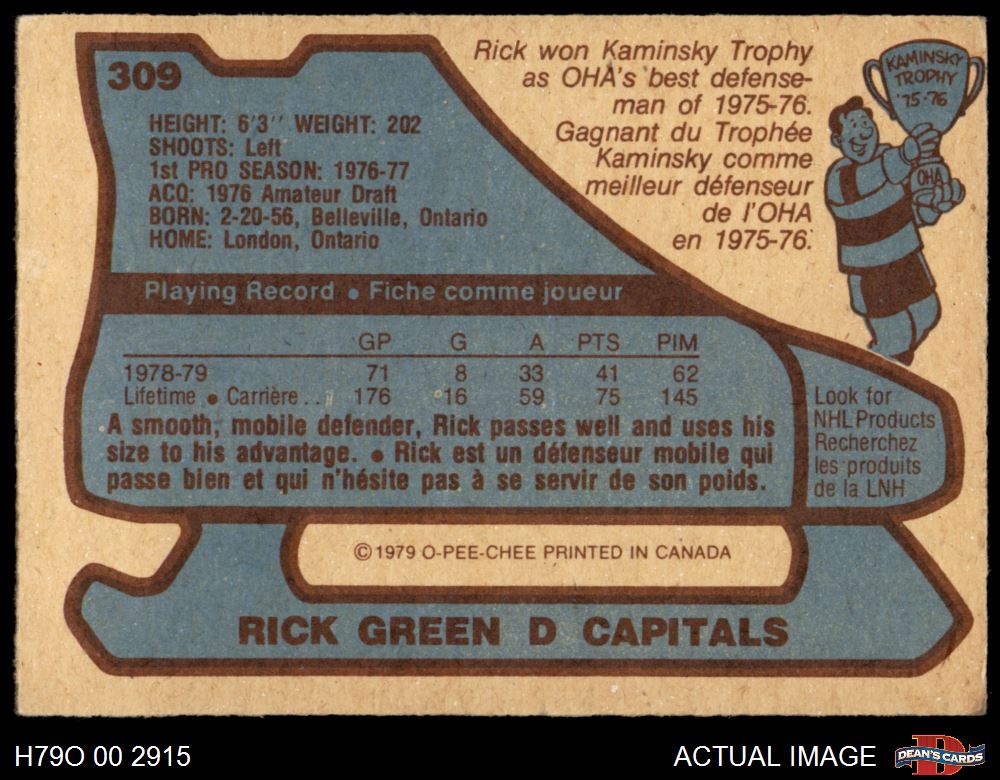 309
HEIGHT: 6'3'' WEIGHT: 202
SHOOTS: Left
1st PRO SEASON: 1976-77
ACQ: 1976 Amateur Draft
BORN: 2-20-56, Belleville, Ontario
HOME: London, Ontario
Rick won Kaminsky Trophy
as OHA's best defense-
man of 1975-76.
Gagnant du Trophée
Kaminsky comme
meilleur défenseur
de l'OHA
en 1975-76.
KAMINSKY
TROPHY
'75-76
OHA
Playing Record • Fiche comme joueur
GP G A PTS PIM
1978-79 71 8 33 41 62
Lifetime • Carrière . . 176 16 59 75 145
A smooth, mobile defender, Rick passes well and uses his
size to his advantage. • Rick est un défenseur mobile qui
passe bien et qui n'hésite pas à se servir de son poids.
Look for
NHL Products
Recherchez
les produits
de la LNH
© 1979 O-PEE-CHEE PRINTED IN CANADA
RICK GREEN D CAPITALS
H79O 00 2915
ACTUAL IMAGE
DEAN'S CARDS